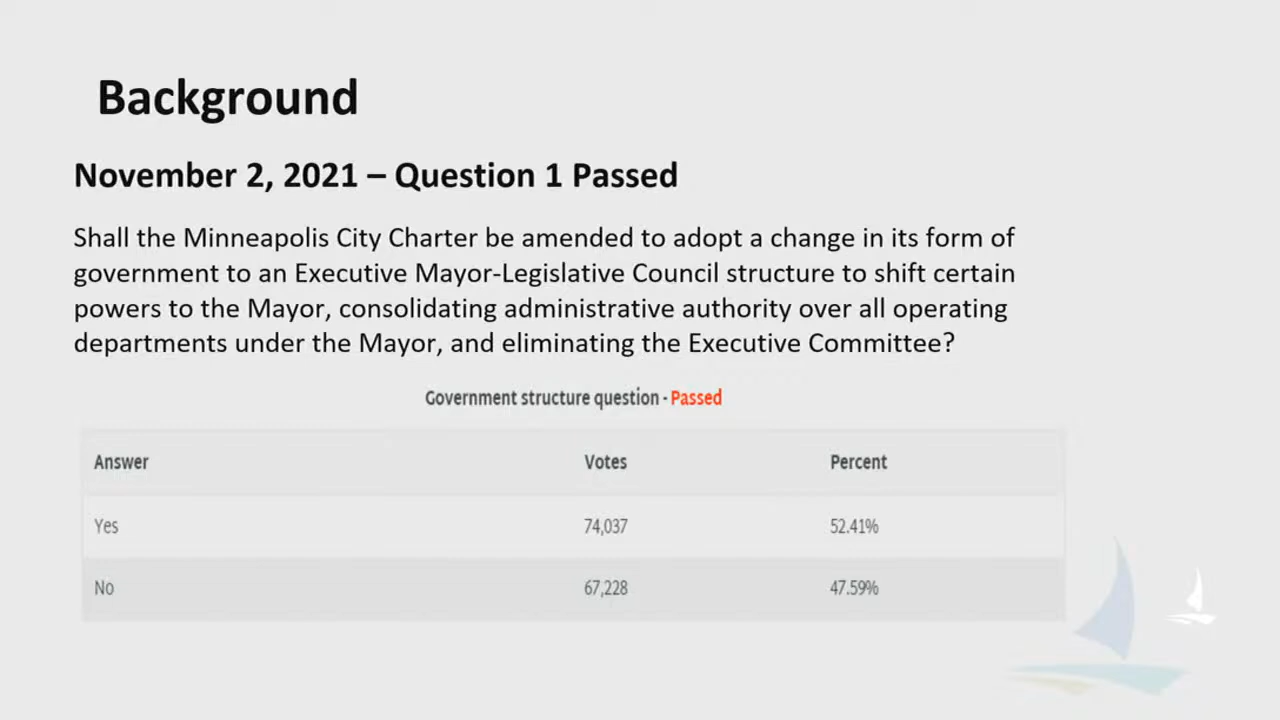 Background
November 2, 2021 – Question 1 Passed
Shall the Minneapolis City Charter be amended to adopt a change in its form of
government to an Executive Mayor-Legislative Council structure to shift certain
powers to the Mayor, consolidating administrative authority over all operating
departments under the Mayor, and eliminating the Executive Committee?
Government structure question - Passed
Answer Votes Percent
Yes 74,037 52.41%
No 67,228 47.59%